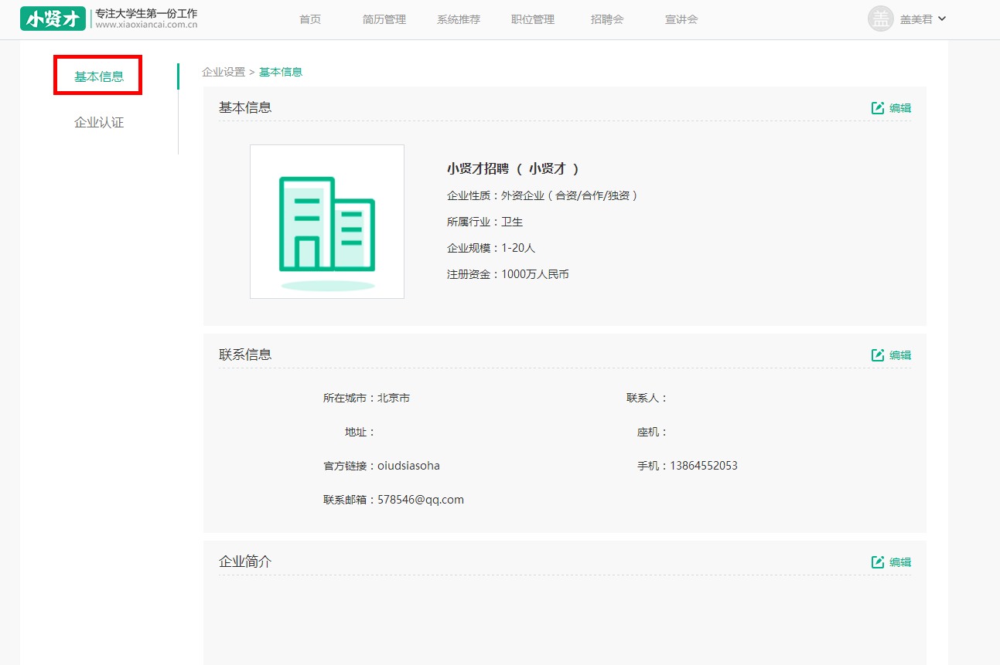 小贤才 专注大学生第一份工作
www.xiaoxiancai.com.cn
首页 简历管理 系统推荐 职位管理 招聘会 宣讲会 盖 盖美君
基本信息
企业认证
企业设置 > 基本信息
基本信息 编辑
小贤才招聘 ( 小贤才 )
企业性质：外资企业 ( 合资/合作/独资 )
所属行业：卫生
企业规模：1-20人
注册资金：1000万人民币
联系信息 编辑
所在城市：北京市 联系人：
地址： 座机：
官方链接：oiudsiasoha 手机：13864552053
联系邮箱：578546@qq.com
企业简介 编辑